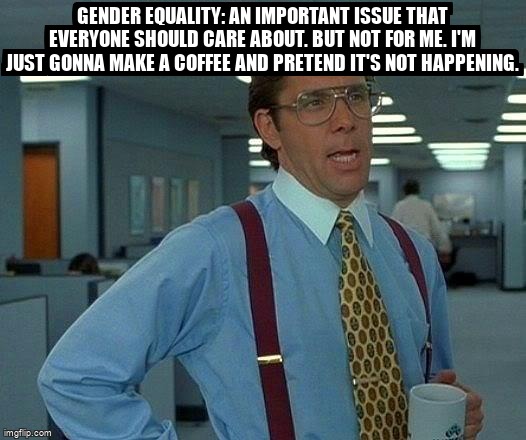 GENDER EQUALITY: AN IMPORTANT ISSUE THAT
EVERYONE SHOULD CARE ABOUT. BUT NOT FOR ME. I'M
JUST GONNA MAKE A COFFEE AND PRETEND IT'S NOT HAPPENING.
imgflip.com